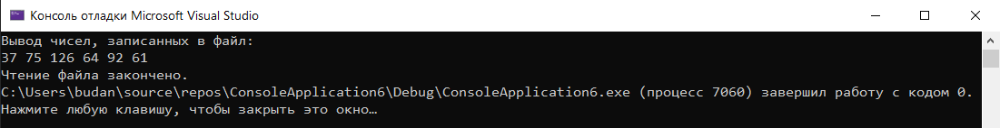 Консоль отладки Microsoft Visual Studio
Вывод чисел, записанных в файл:
37 75 126 64 92 61
Чтение файла закончено.
C:\Users\budan\source\repos\ConsoleApplication6\Debug\ConsoleApplication6.exe (процесс 7060) завершил работу с кодом 0.
Нажмите любую клавишу, чтобы закрыть это окно…